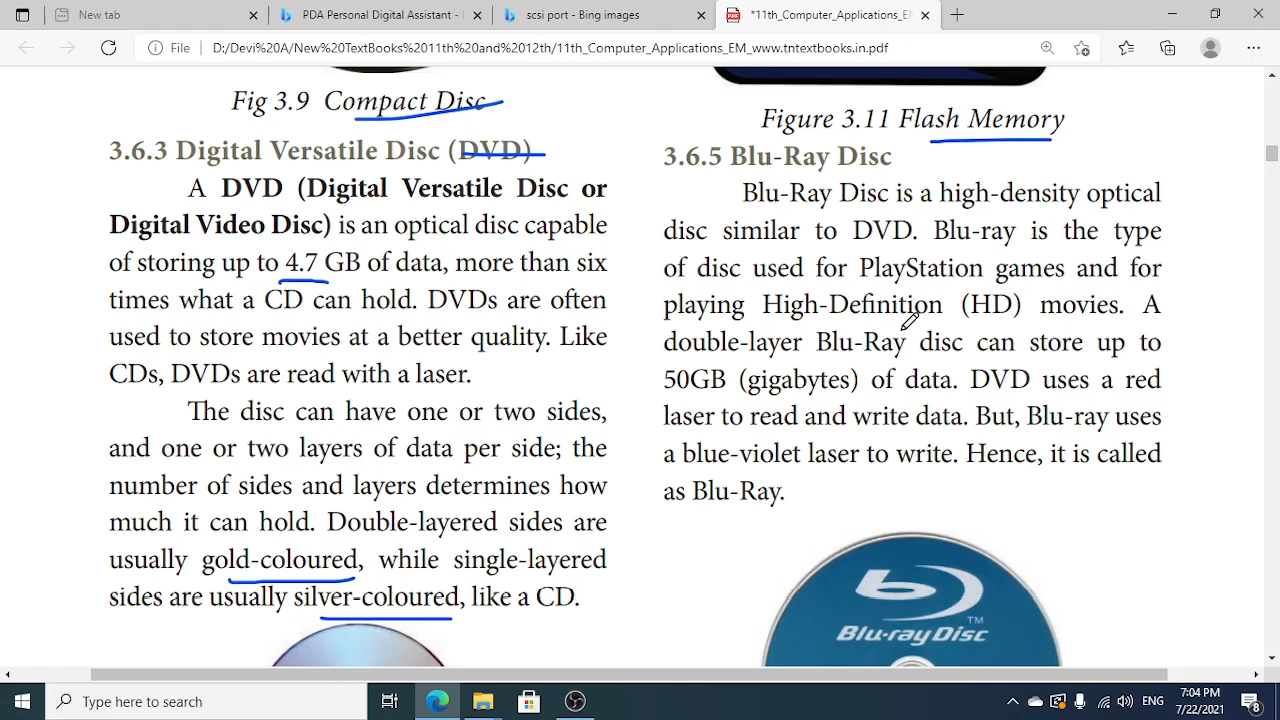 New tab
PDA Personal Digital Assistant -
scsi port - Bing images
*11th_Computer_Applications_EM
File
D:/Devi%20A/New%20TextBooks%2011th%20and%2012th/11th_Computer_Applications_EM_www.tntextbooks.in.pdf
Fig 3.9 Compact Disc
3.6.3 Digital Versatile Disc (DVD)
A DVD (Digital Versatile Disc or
Digital Video Disc) is an optical disc capable
of storing up to 4.7 GB of data, more than six
times what a CD can hold. DVDs are often
used to store movies at a better quality. Like
CDs, DVDs are read with a laser.
The disc can have one or two sides,
and one or two layers of data per side; the
number of sides and layers determines how
much it can hold. Double-layered sides are
usually gold-coloured, while single-layered
sides are usually silver-coloured, like a CD.
Figure 3.11 Flash Memory
3.6.5 Blu-Ray Disc
Blu-Ray Disc is a high-density optical
disc similar to DVD. Blu-ray is the type
of disc used for PlayStation games and for
playing High-Definition (HD) movies. A
double-layer Blu-Ray disc can store up to
50GB (gigabytes) of data. DVD uses a red
laser to read and write data. But, Blu-ray uses
a blue-violet laser to write. Hence, it is called
as Blu-Ray.
Blu-ray Disc
TM
Type here to search
ENG
7:04 PM
7/22/2021
8